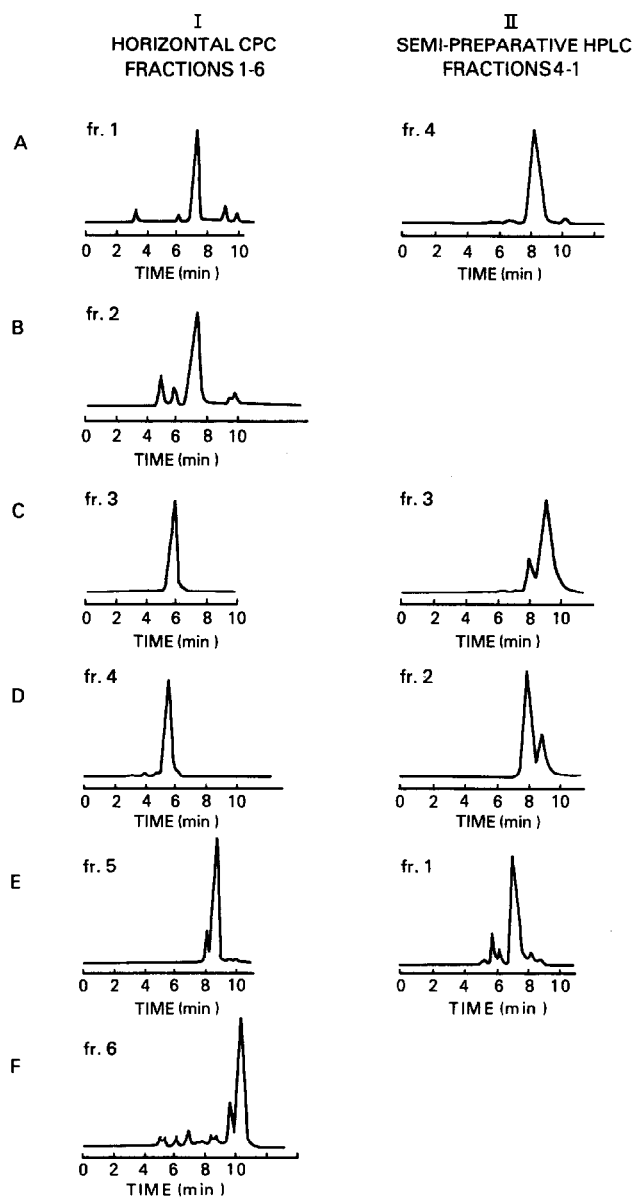 I
HORIZONTAL CPC
FRACTIONS 1-6
II
SEMI-PREPARATIVE HPLC
FRACTIONS 4-1
A
fr. 1
0 2 4 6 8 10
TIME (min)
fr. 4
0 2 4 6 8 10
TIME (min)
B
fr. 2
0 2 4 6 8 10
TIME (min)
C
fr. 3
0 2 4 6 8 10
TIME (min)
fr. 3
0 2 4 6 8 10
TIME (min)
D
fr. 4
0 2 4 6 8 10
TIME (min)
fr. 2
0 2 4 6 8 10
TIME (min)
E
fr. 5
0 2 4 6 8 10
TIME (min)
fr. 1
0 2 4 6 8 10
TIME (min)
F
fr. 6
0 2 4 6 8 10
TIME (min)